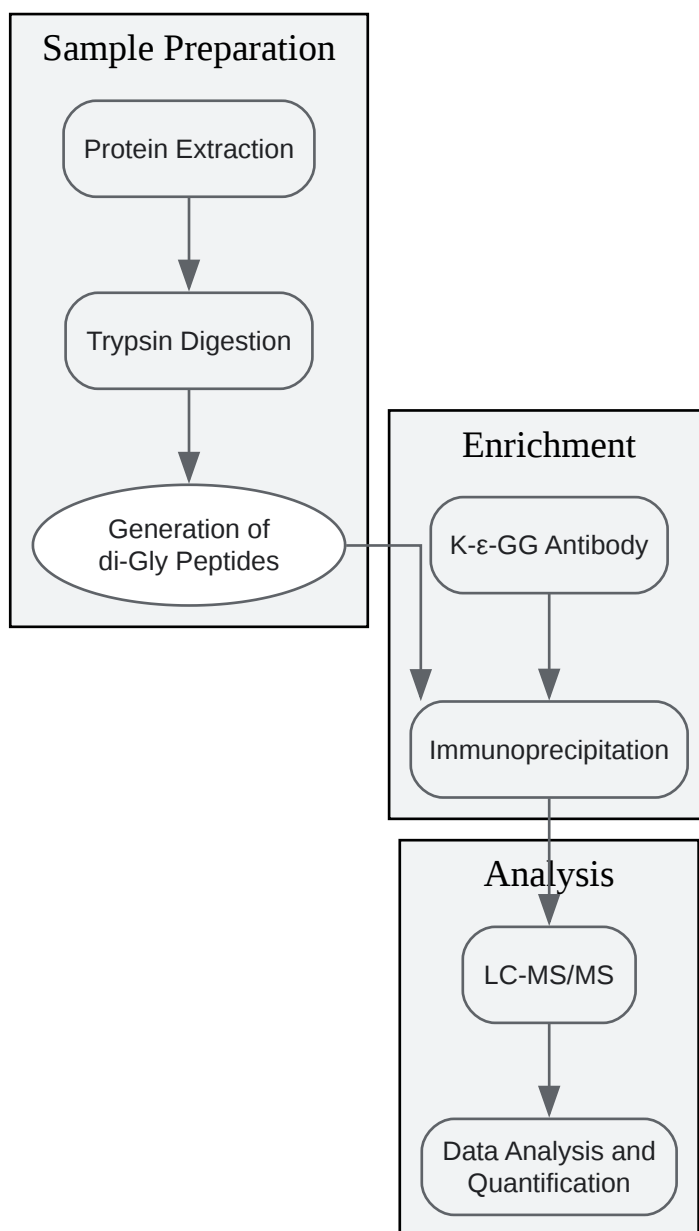 Sample Preparation
Protein Extraction
Trypsin Digestion
Generation of
di-Gly Peptides
Enrichment
K-ε-GG Antibody
Immunoprecipitation
Analysis
LC-MS/MS
Data Analysis and
Quantification